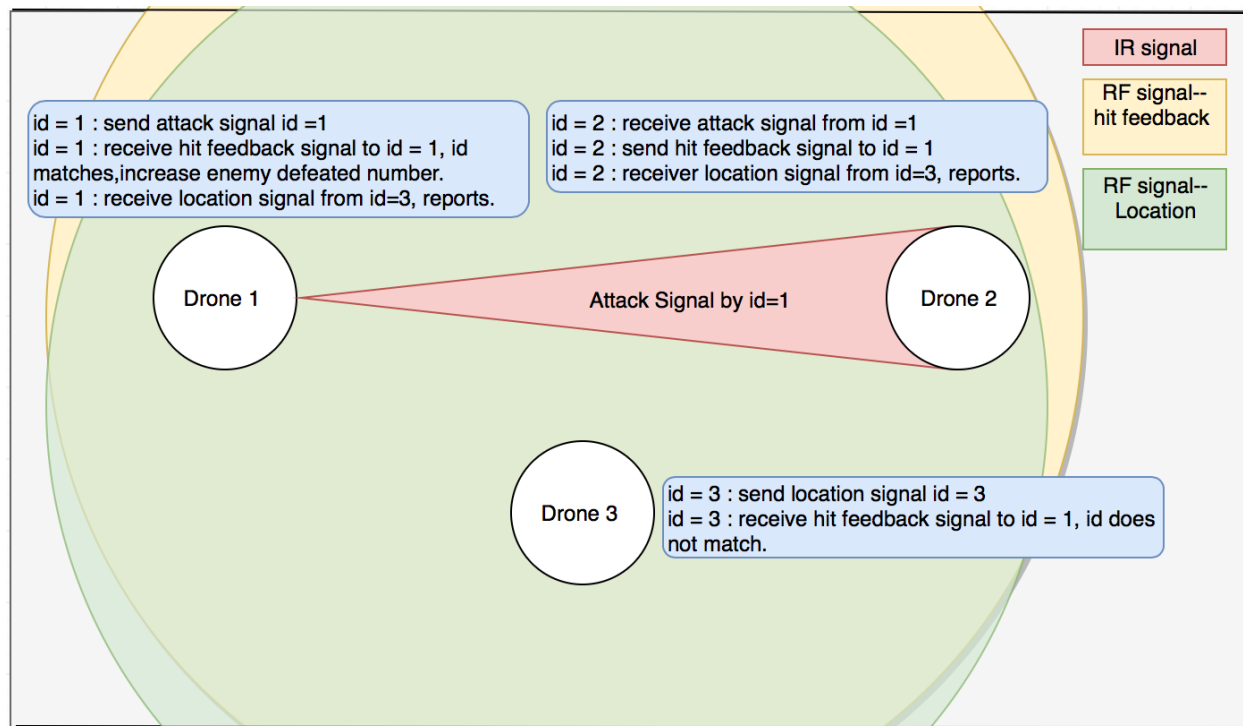 IR signal
RF signal--
hit feedback
RF signal--
Location
id = 1 : send attack signal id =1
id = 1 : receive hit feedback signal to id = 1, id
matches,increase enemy defeated number.
id = 1 : receive location signal from id=3, reports.
id = 2 : receive attack signal from id =1
id = 2 : send hit feedback signal to id = 1
id = 2 : receiver location signal from id=3, reports.
Drone 1
Attack Signal by id=1
Drone 2
Drone 3
id = 3 : send location signal id = 3
id = 3 : receive hit feedback signal to id = 1, id does
not match.